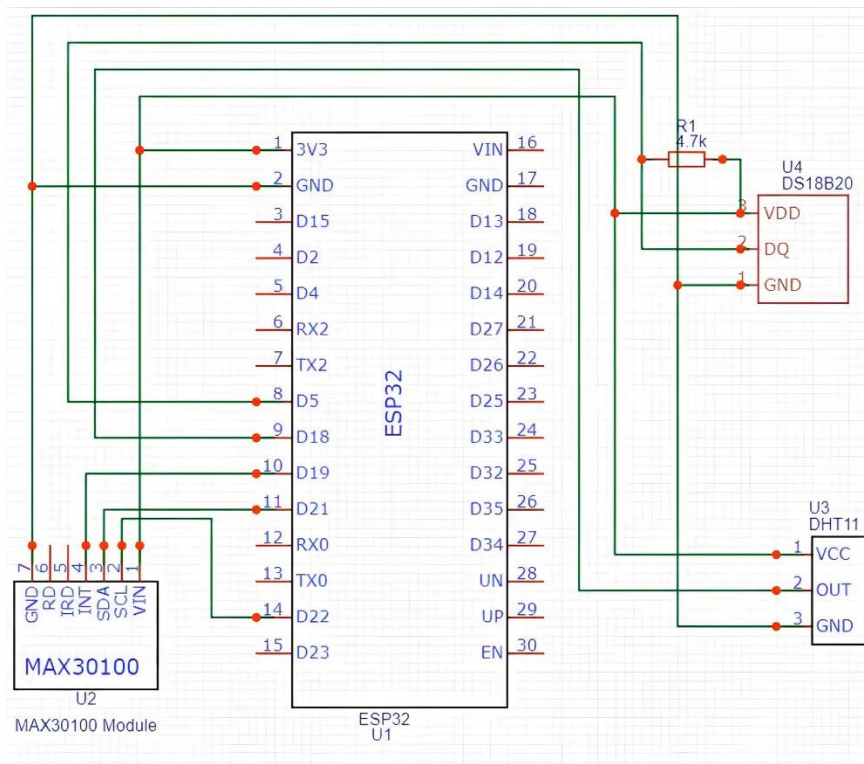 R1
4.7k
U4
DS18B20
3 VDD
2 DQ
1 GND
1 3V3
2 GND
3 D15
4 D2
5 D4
6 RX2
7 TX2
8 D5
9 D18
10 D19
11 D21
12 RX0
13 TX0
14 D22
15 D23
ESP32
VIN 16
GND 17
D13 18
D12 19
D14 20
D27 21
D26 22
D25 23
D33 24
D32 25
D35 26
D34 27
UN 28
UP 29
EN 30
ESP32
U1
U3
DHT11
1 VCC
2 OUT
3 GND
7 GND
6 RD
5 IRD
4 INT
3 SDA
2 SCL
1 VIN
MAX30100
U2
MAX30100 Module